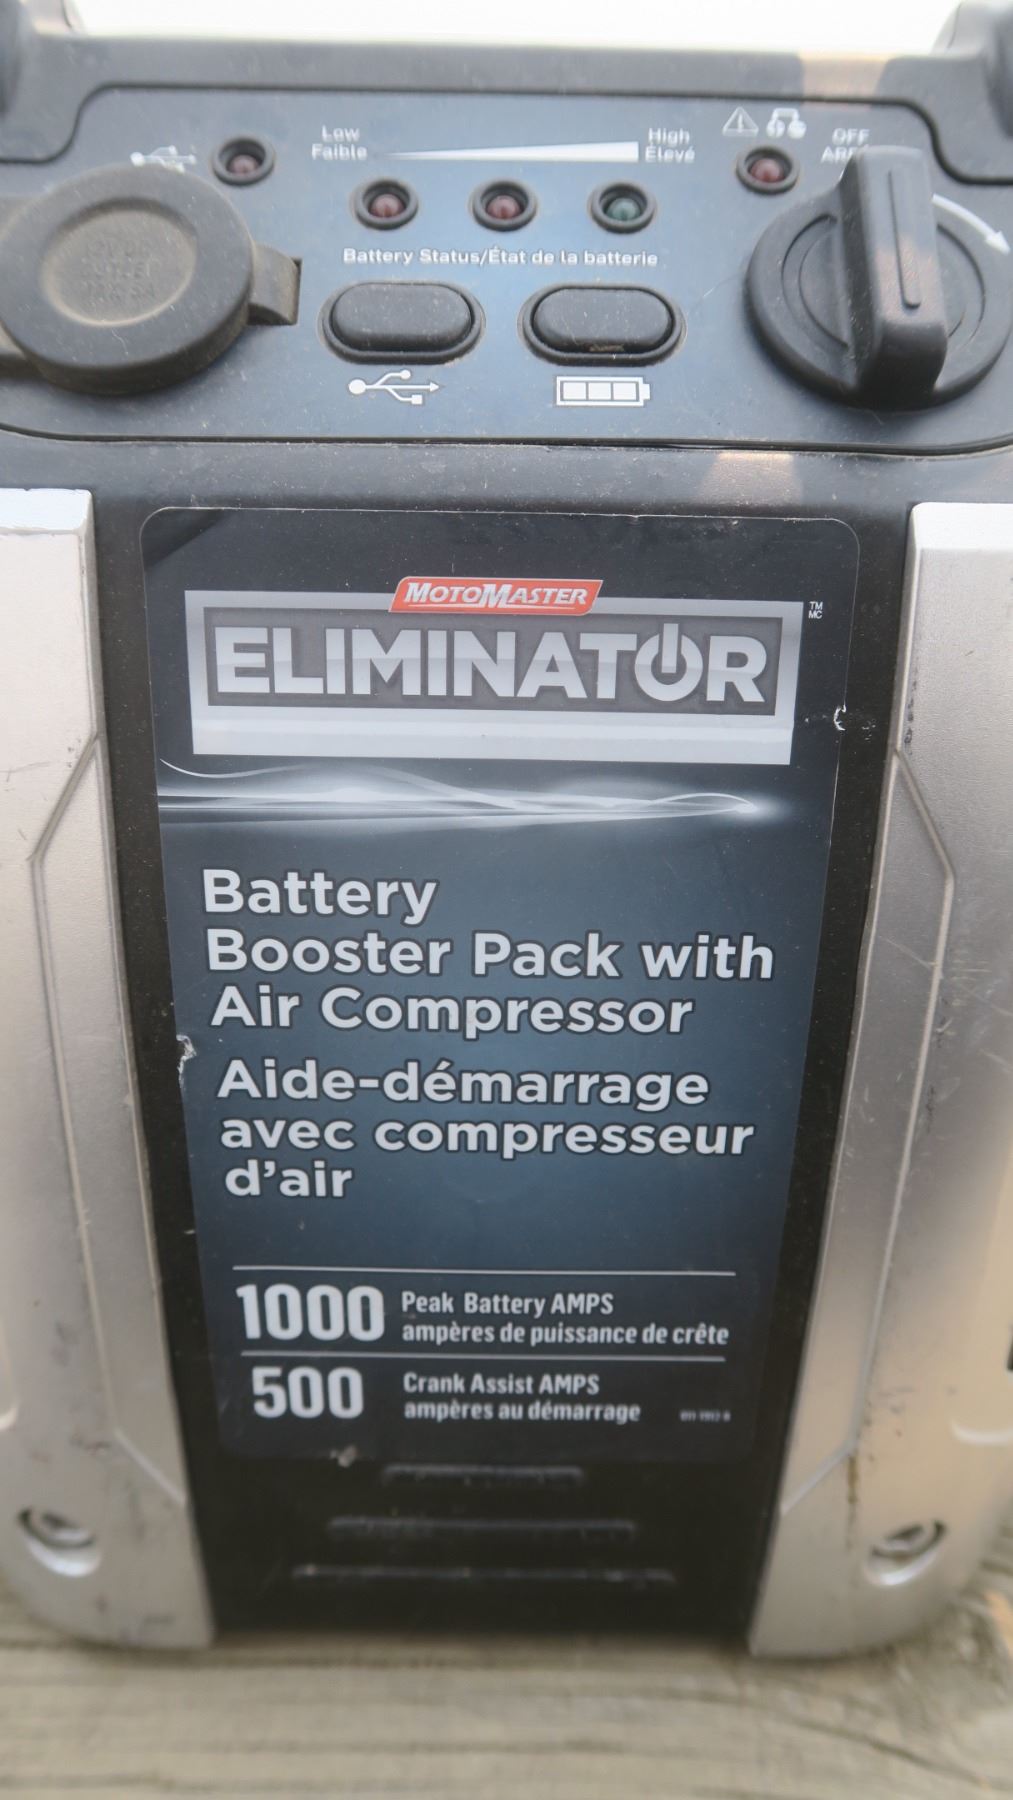 Low
Faible
High
Élevé
OFF
12V DC
Battery Status/État de la batterie
MOTOMASTER
TM
MC
ELIMINATOR
Battery
Booster Pack with
Air Compressor
Aide-démarrage
avec compresseur
d'air
1000 Peak Battery AMPS
ampères de puissance de crête
500 Crank Assist AMPS
ampères au démarrage